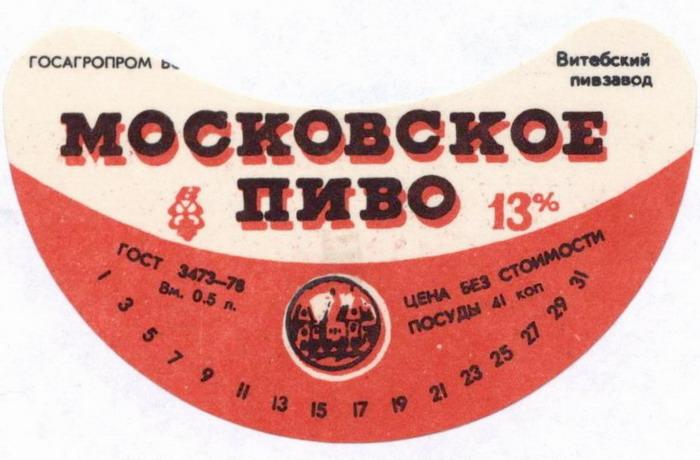 ГОСАГРОПРОМ
Витебский
пивзавод
МОСКОВСКОЕ
ПИВО
13%
ГОСТ 3473—78
Вм. 0.5 л.
ЦЕНА БЕЗ СТОИМОСТИ
ПОСУДЫ 41 коп
1 3 5 7 9 11 13 15 17 19 21 23 25 27 29 31